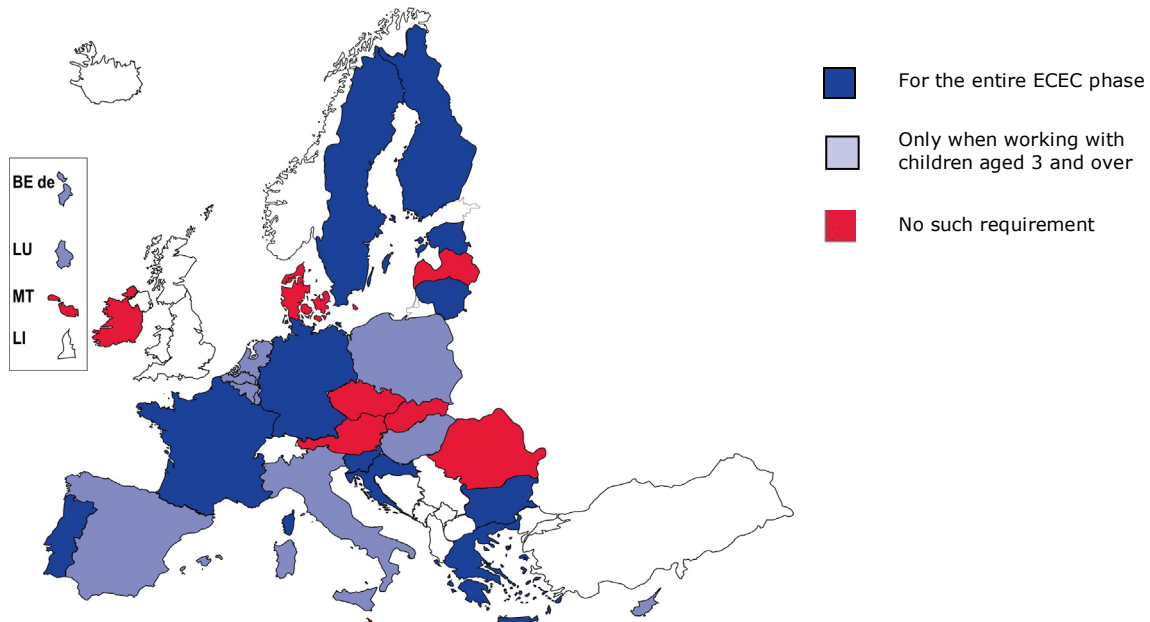 BE de
LU
MT
LI
For the entire ECEC phase
Only when working with
children aged 3 and over
No such requirement